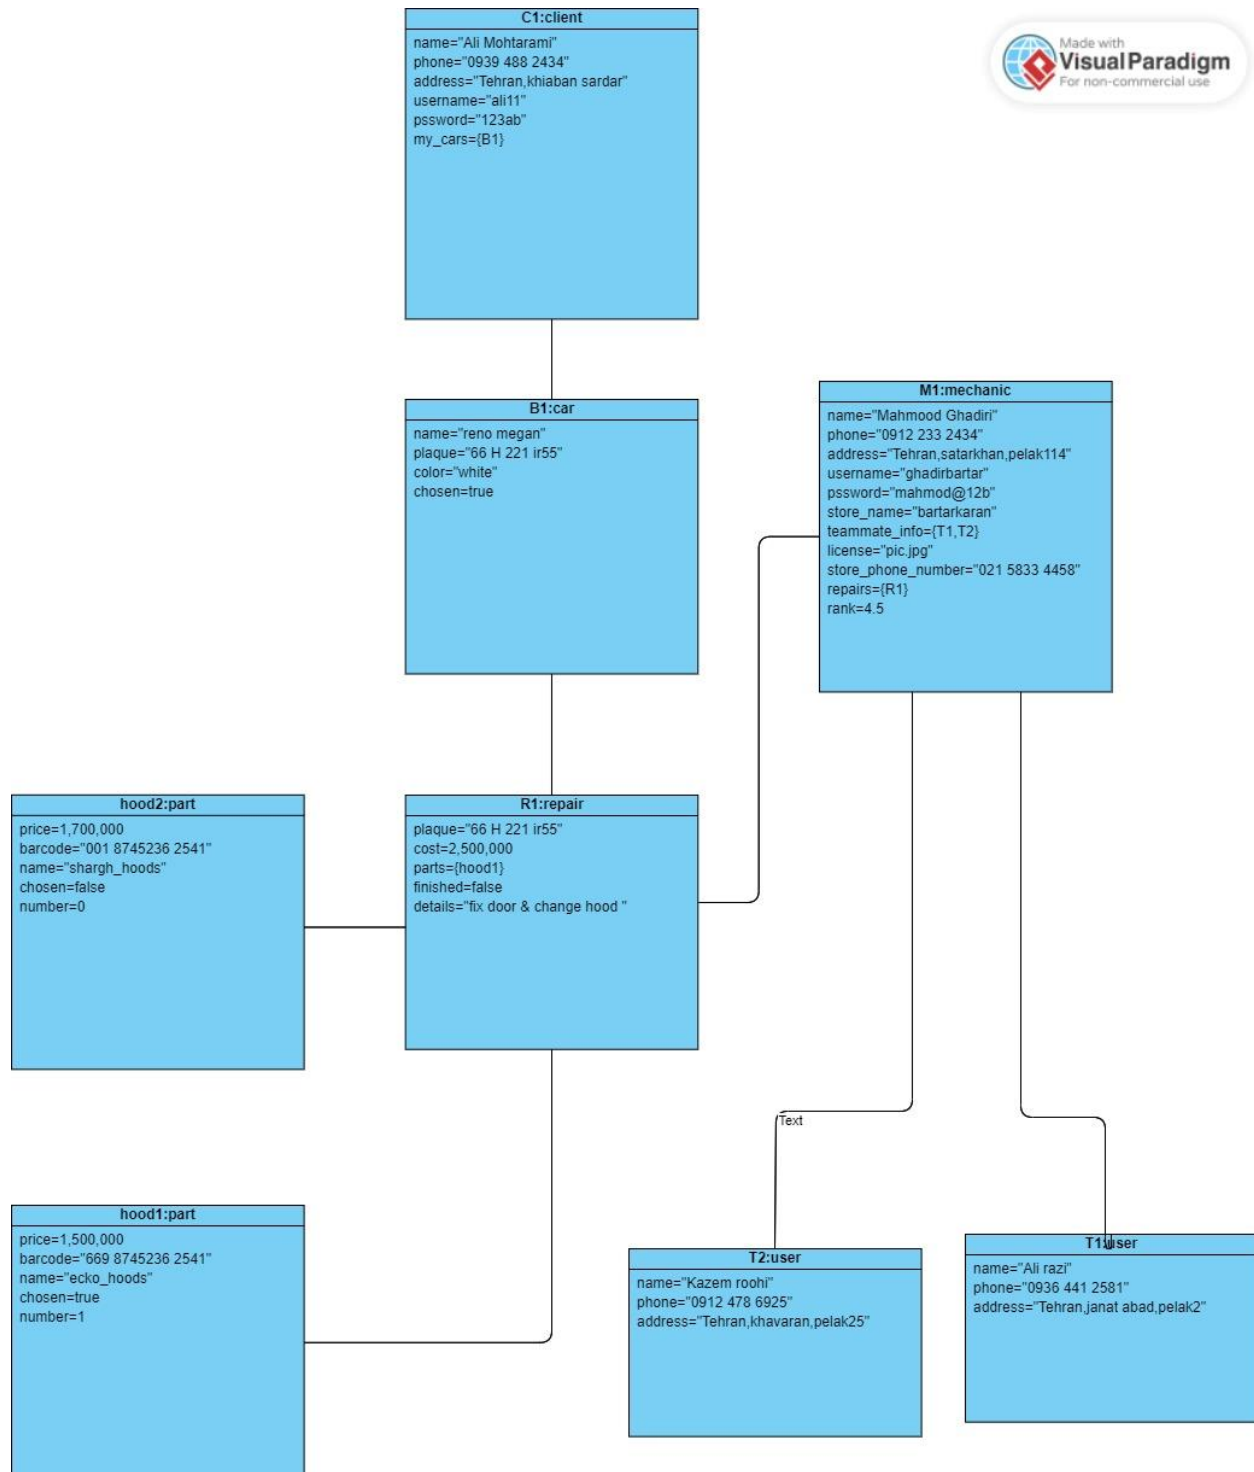 C1:client
name="Ali Mohtarami"
phone="0939 488 2434"
address="Tehran,khiaban sardar"
username="ali11"
pssword="123ab"
my_cars={B1}
Made with
Visual Paradigm
For non-commercial use
B1:car
name="reno megan"
plaque="66 H 221 ir55"
color="white"
chosen=true
M1:mechanic
name="Mahmood Ghadiri"
phone="0912 233 2434"
address="Tehran,satarkhan,pelak114"
username="ghadirbartar"
pssword="mahmod@12b"
store_name="bartarkaran"
teammate_info={T1,T2}
license="pic.jpg"
store_phone_number="021 5833 4458"
repairs={R1}
rank=4.5
hood2:part
price=1,700,000
barcode="001 8745236 2541"
name="shargh_hoods"
chosen=false
number=0
R1:repair
plaque="66 H 221 ir55"
cost=2,500,000
parts={hood1}
finished=false
details="fix door & change hood "
Text
hood1:part
price=1,500,000
barcode="669 8745236 2541"
name="ecko_hoods"
chosen=true
number=1
T2:user
name="Kazem roohi"
phone="0912 478 6925"
address="Tehran,khavaran,pelak25"
T1:user
name="Ali razi"
phone="0936 441 2581"
address="Tehran,janat abad,pelak2"